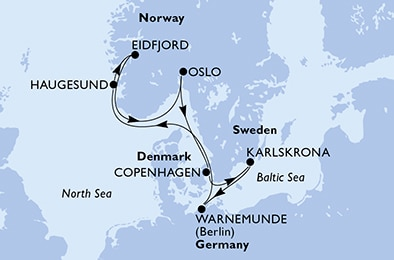 Norway
EIDFJORD
OSLO
HAUGESUND
Sweden
Denmark
KARLSKRONA
COPENHAGEN
Baltic Sea
North Sea
WARNEMUNDE
(Berlin)
Germany